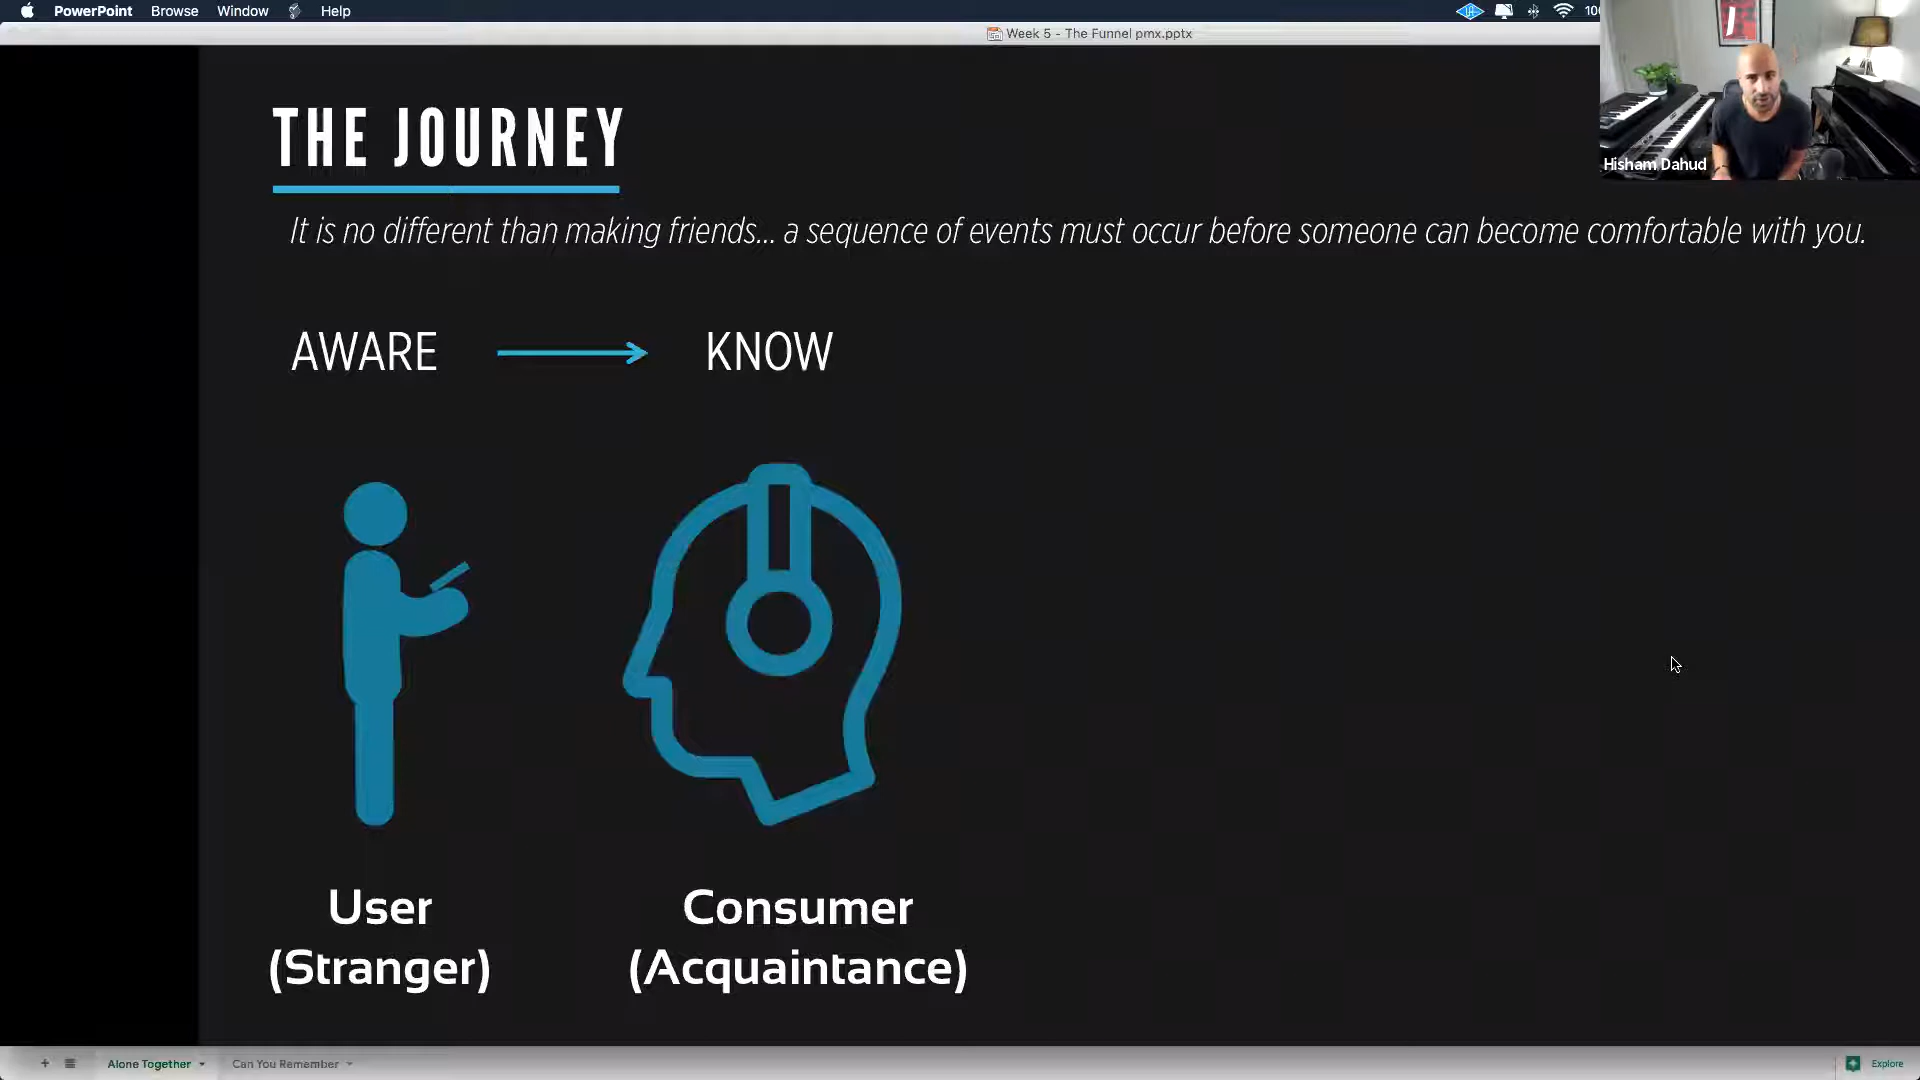 PowerPoint Browse Window Help
Week 5 - The Funnel pmx.pptx
Hisham Dahud
THE JOURNEY
It is no different than making friends... a sequence of events must occur before someone can become comfortable with you.
AWARE KNOW
User Consumer
(Stranger) (Acquaintance)
+ Alone Together Can You Remember Explore